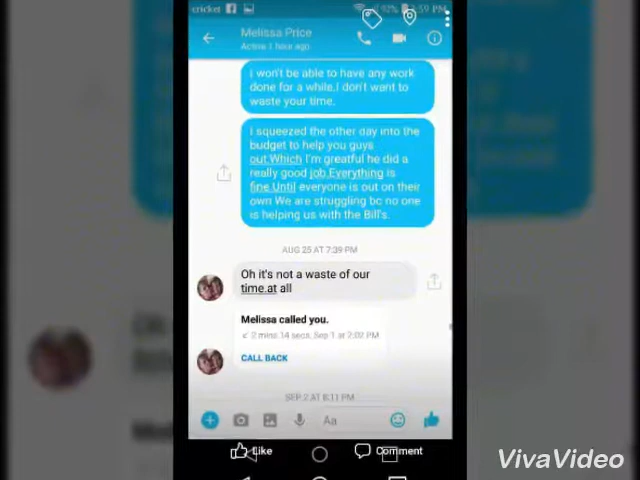 cricket
92% 2:59 PM
Melissa Price
Active 1 hour ago
I won't be able to have any work
done for a while.I don't want to
waste your time.
I squeezed the other day into the
budget to help you guys
out.Which I'm greatful he did a
really good job.Everything is
fine.Until everyone is out on their
own We are struggling bc no one
is helping us with the Bill's.
AUG 25 AT 7:39 PM
Oh it's not a waste of our
time.at all
Melissa called you.
2 mins 14 secs, Sep 1 at 2:02 PM
CALL BACK
SEP 2 AT 8:11 PM
Aa
Like
Comment
VivaVideo